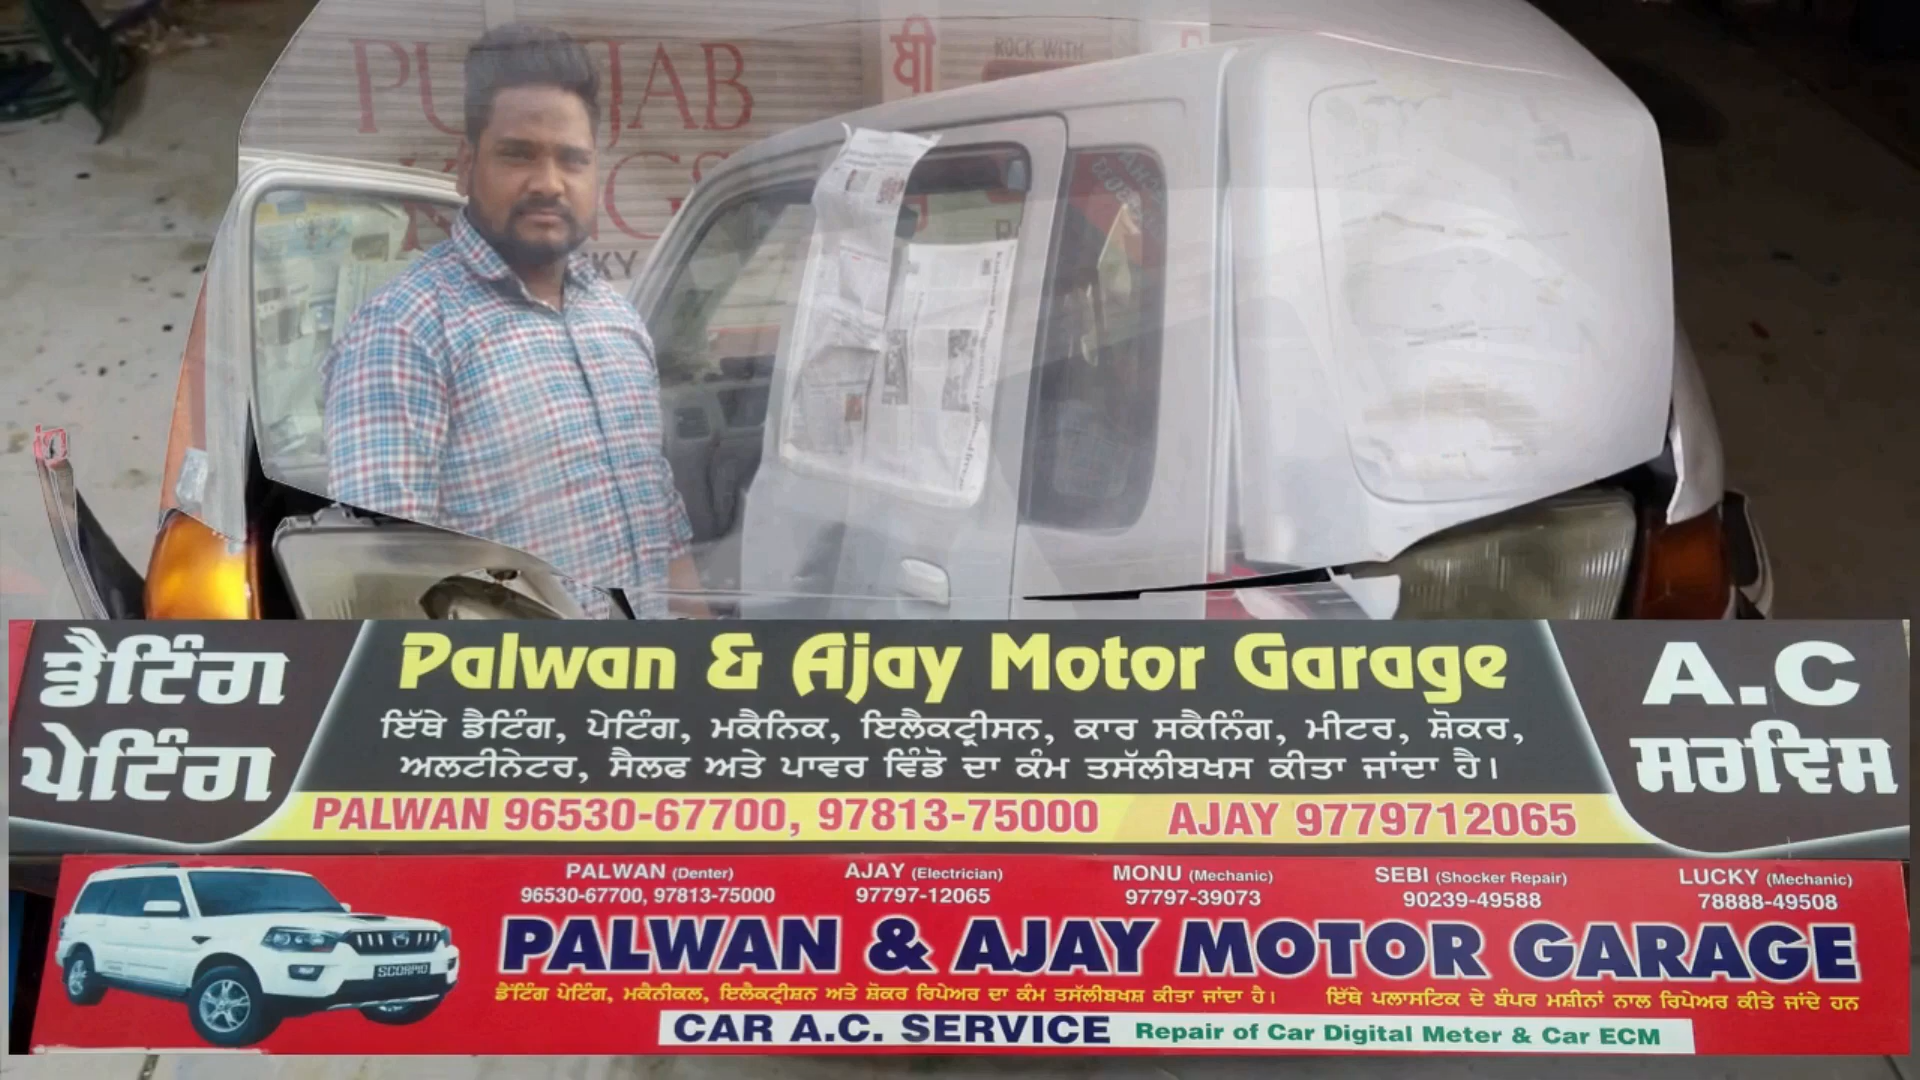 PUNJAB
ਬੀ
ROCK WITH
KINGS
KY
ਡੈਟਿੰਗ
ਪੇਟਿੰਗ
Palwan & Ajay Motor Garage
ਇੱਥੇ ਡੈਟਿੰਗ, ਪੇਟਿੰਗ, ਮਕੈਨਿਕ, ਇਲੈਕਟ੍ਰੀਸਨ, ਕਾਰ ਸਕੈਨਿੰਗ, ਮੀਟਰ, ਸ਼ੋਕਰ,
ਅਲਟੀਨੇਟਰ, ਸੈਲਫ ਅਤੇ ਪਾਵਰ ਵਿੰਡੋ ਦਾ ਕੰਮ ਤਸੱਲੀਬਖਸ ਕੀਤਾ ਜਾਂਦਾ ਹੈ।
PALWAN 96530-67700, 97813-75000 AJAY 9779712065
A.C
ਸਰਵਿਸ
PALWAN (Denter) AJAY (Electrician) MONU (Mechanic) SEBI (Shocker Repair) LUCKY (Mechanic)
96530-67700, 97813-75000 97797-12065 97797-39073 90239-49588 78888-49508
PALWAN & AJAY MOTOR GARAGE
SCORPIO
ਡੈਂਟਿੰਗ ਪੇਟਿੰਗ, ਮਕੈਨੀਕਲ, ਇਲੈਕਟ੍ਰੀਸ਼ਨ ਅਤੇ ਸ਼ੋਕਰ ਰਿਪੇਅਰ ਦਾ ਕੰਮ ਤਸੱਲੀਬਖਸ਼ ਕੀਤਾ ਜਾਂਦਾ ਹੈ। ਇੱਥੇ ਪਲਾਸਟਿਕ ਦੇ ਬੰਪਰ ਮਸ਼ੀਨਾਂ ਨਾਲ ਰਿਪੇਅਰ ਕੀਤੇ ਜਾਂਦੇ ਹਨ
CAR A.C. SERVICE Repair of Car Digital Meter & Car ECM